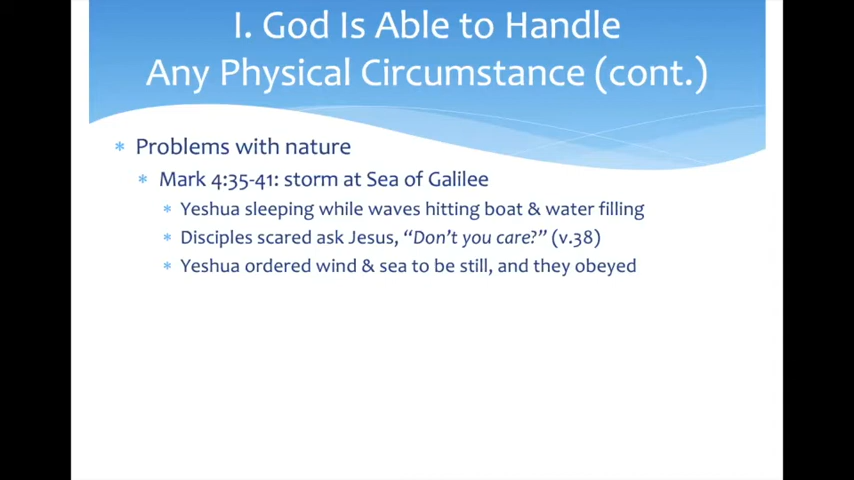 I. God Is Able to Handle
Any Physical Circumstance (cont.)
* Problems with nature
* Mark 4:35-41: storm at Sea of Galilee
* Yeshua sleeping while waves hitting boat & water filling
* Disciples scared ask Jesus, “Don’t you care?” (v.38)
* Yeshua ordered wind & sea to be still, and they obeyed